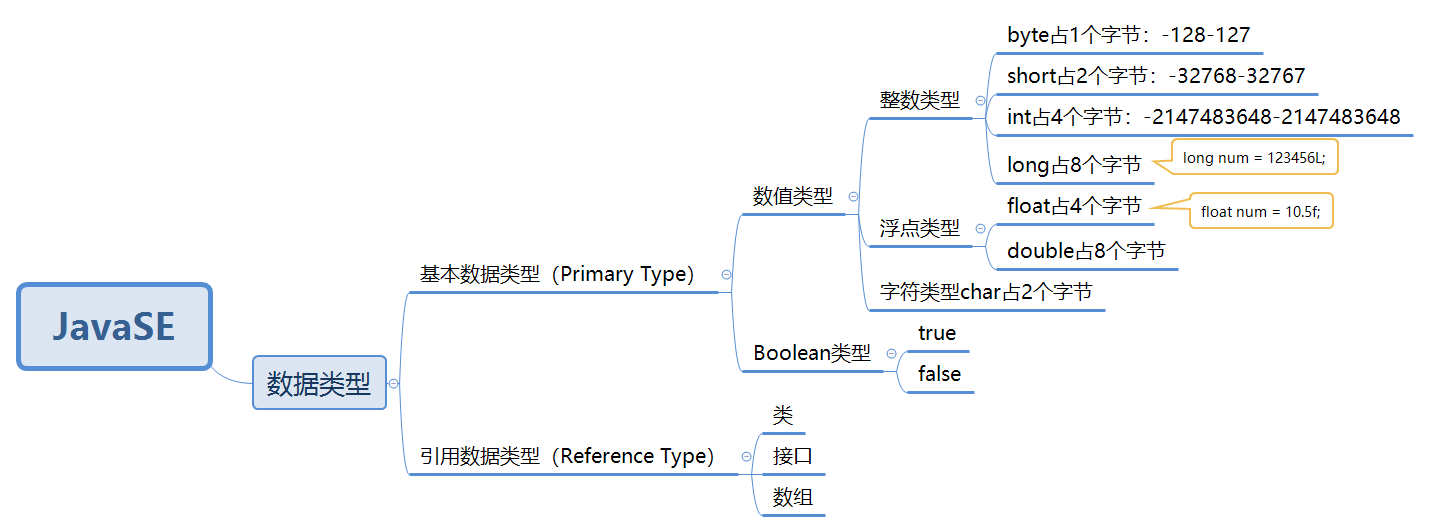 JavaSE
数据类型
基本数据类型（Primary Type）
数值类型
整数类型
byte占1个字节：-128-127
short占2个字节：-32768-32767
int占4个字节：-2147483648-2147483648
long占8个字节
long num = 123456L;
浮点类型
float占4个字节
float num = 10.5f;
double占8个字节
字符类型char占2个字节
Boolean类型
true
false
引用数据类型（Reference Type）
类
接口
数组